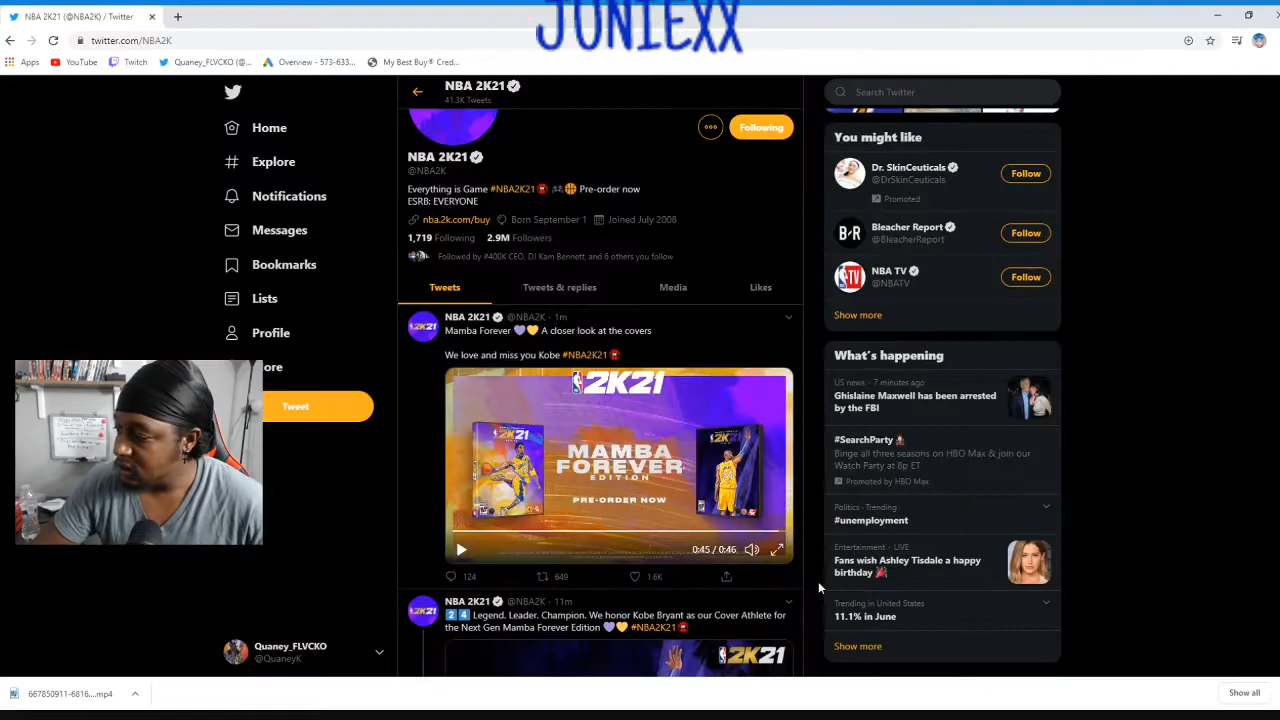 JUNIEXX
NBA 2K21 (@NBA2K) / Twitter
twitter.com/NBA2K
Apps
YouTube
Twitch
Quaney_FLVCKO (@...
Overview - 573-633...
My Best Buy® Cred...
Home
Explore
Notifications
Messages
Bookmarks
Lists
Profile
ore
Tweet
Quaney_FLVCKO
@QuaneyK
NBA 2K21
41.3K Tweets
Following
NBA 2K21
@NBA2K
Everything is Game #NBA2K21 Pre-order now
ESRB: EVERYONE
nba.2k.com/buy Born September 1 Joined July 2008
1,719 Following 2.9M Followers
Followed by #400K CEO, DJ Kam Bennett, and 6 others you follow
Tweets Tweets & replies Media Likes
NBA 2K21 @NBA2K · 1m
Mamba Forever 💜💛 A closer look at the covers
We love and miss you Kobe #NBA2K21
2K21
MAMBA
FOREVER
EDITION
PRE-ORDER NOW
0:45 / 0:46
124 649 1.6K
NBA 2K21 @NBA2K · 11m
2 4 Legend. Leader. Champion. We honor Kobe Bryant as our Cover Athlete for
the Next Gen Mamba Forever Edition 💜💛 #NBA2K21
2K21
Search Twitter
You might like
Dr. SkinCeuticals
@DrSkinCeuticals
Promoted
Follow
B/R
Bleacher Report
@BleacherReport
Follow
NBA TV
@NBATV
Follow
Show more
What's happening
US news · 7 minutes ago
Ghislaine Maxwell has been arrested
by the FBI
#SearchParty
Binge all three seasons on HBO Max & join our
Watch Party at 8p ET
Promoted by HBO Max
Politics · Trending
#unemployment
Entertainment · LIVE
Fans wish Ashley Tisdale a happy
birthday 🎉
Trending in United States
11.1% in June
Show more
667850911-6816....mp4
Show all